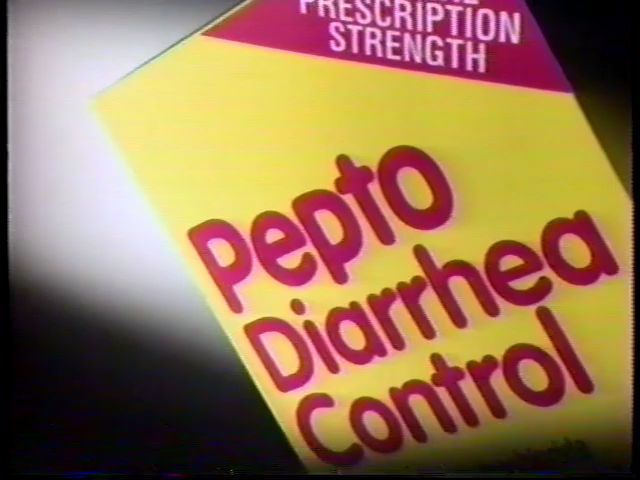 PRESCRIPTION
STRENGTH
Pepto
Diarrhea
Control